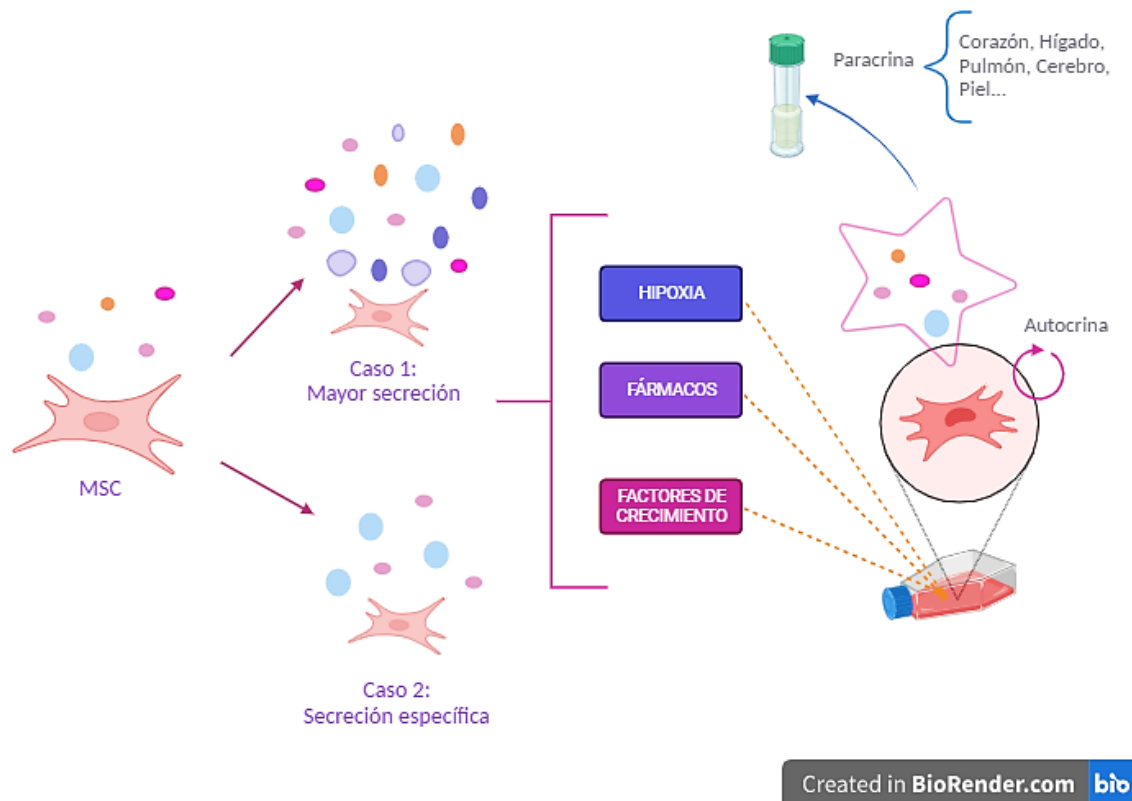 MSC
Caso 1:
Mayor secreción
Caso 2:
Secreción específica
HIPOXIA
FÁRMACOS
FACTORES DE
CRECIMIENTO
Paracrina
Corazón, Hígado,
Pulmón, Cerebro,
Piel...
Autocrina
Created in BioRender.com bio